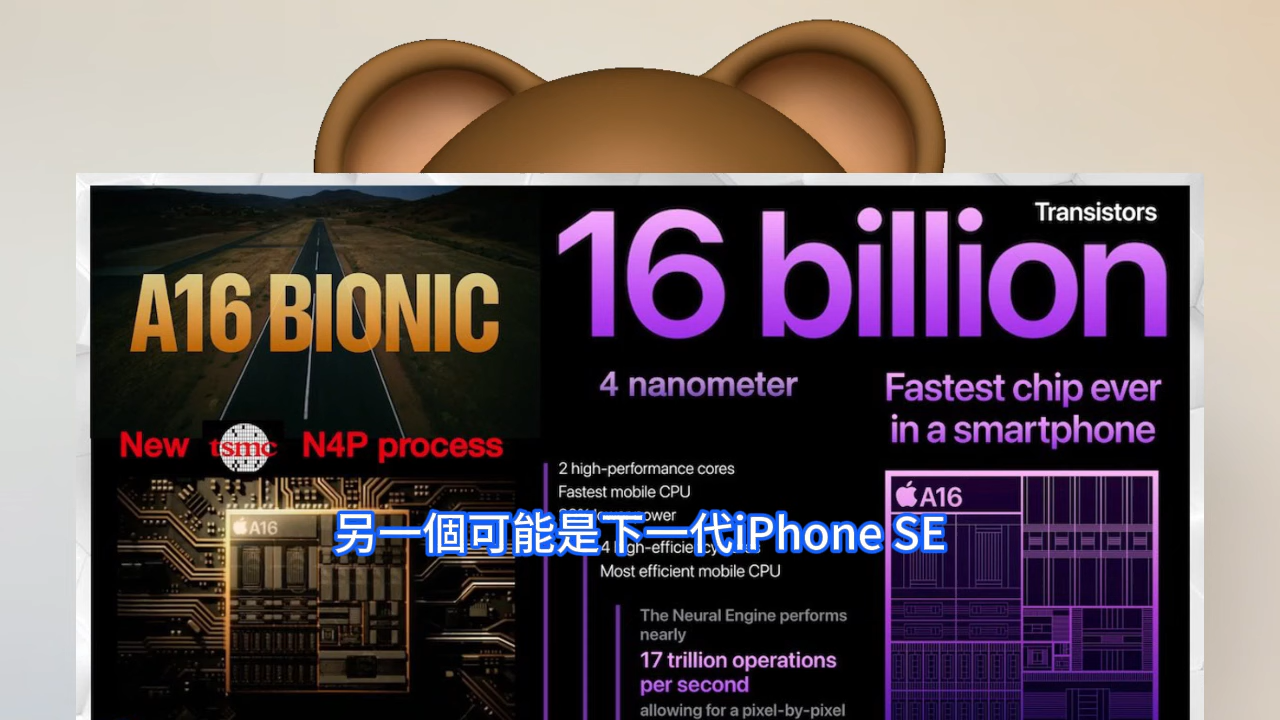 Transistors
16 billion
A16 BIONIC
4 nanometer
Fastest chip ever
in a smartphone
New tsmc N4P process
2 high-performance cores
Fastest mobile CPU
A16
A16
另一個可能是下一代iPhone SE
Most efficient mobile CPU
The Neural Engine performs
nearly
17 trillion operations
per second
allowing for a pixel-by-pixel